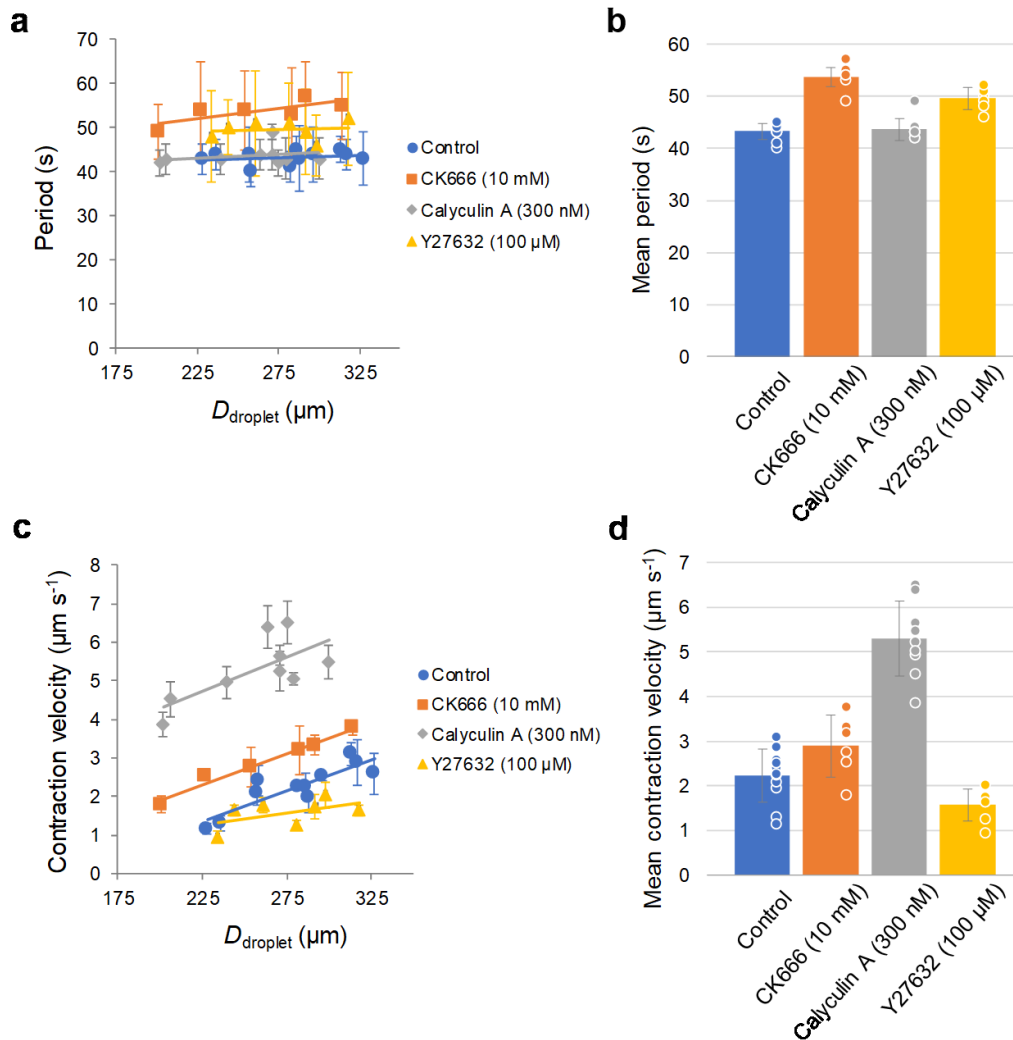 a
70
60
50
40
30
20
10
0
Period (s)
175 225 275 325
Ddroplet (μm)
Control
CK666 (10 mM)
Calyculin A (300 nM)
Y27632 (100 μM)
b
60
50
40
30
20
10
0
Mean period (s)
Control
CK666 (10 mM)
Calyculin A (300 nM)
Y27632 (100 μM)
c
8
7
6
5
4
3
2
1
0
Contraction velocity (μm s-1)
175 225 275 325
Ddroplet (μm)
Control
CK666 (10 mM)
Calyculin A (300 nM)
Y27632 (100 μM)
d
7
6
5
4
3
2
1
0
Mean contraction velocity (μm s-1)
Control
CK666 (10 mM)
Calyculin A (300 nM)
Y27632 (100 μM)